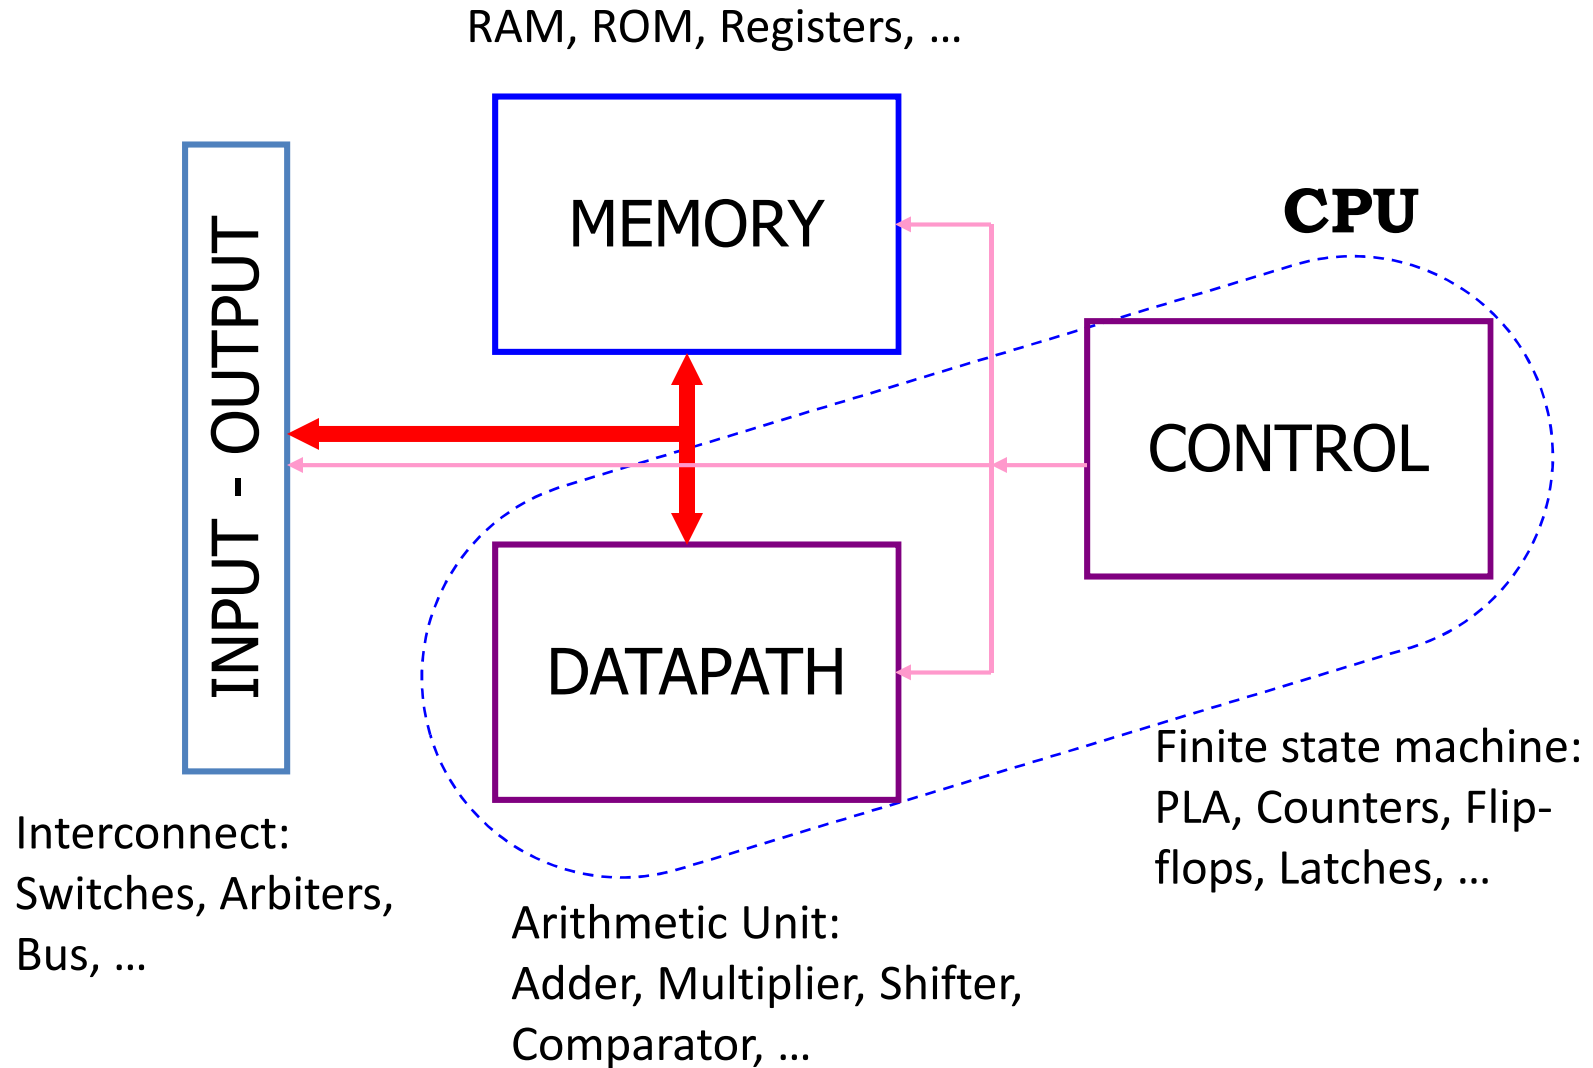 RAM, ROM, Registers, …
MEMORY
CPU
INPUT - OUTPUT
CONTROL
DATAPATH
Finite state machine:
PLA, Counters, Flip-
flops, Latches, …
Interconnect:
Switches, Arbiters,
Bus, …
Arithmetic Unit:
Adder, Multiplier, Shifter,
Comparator, …